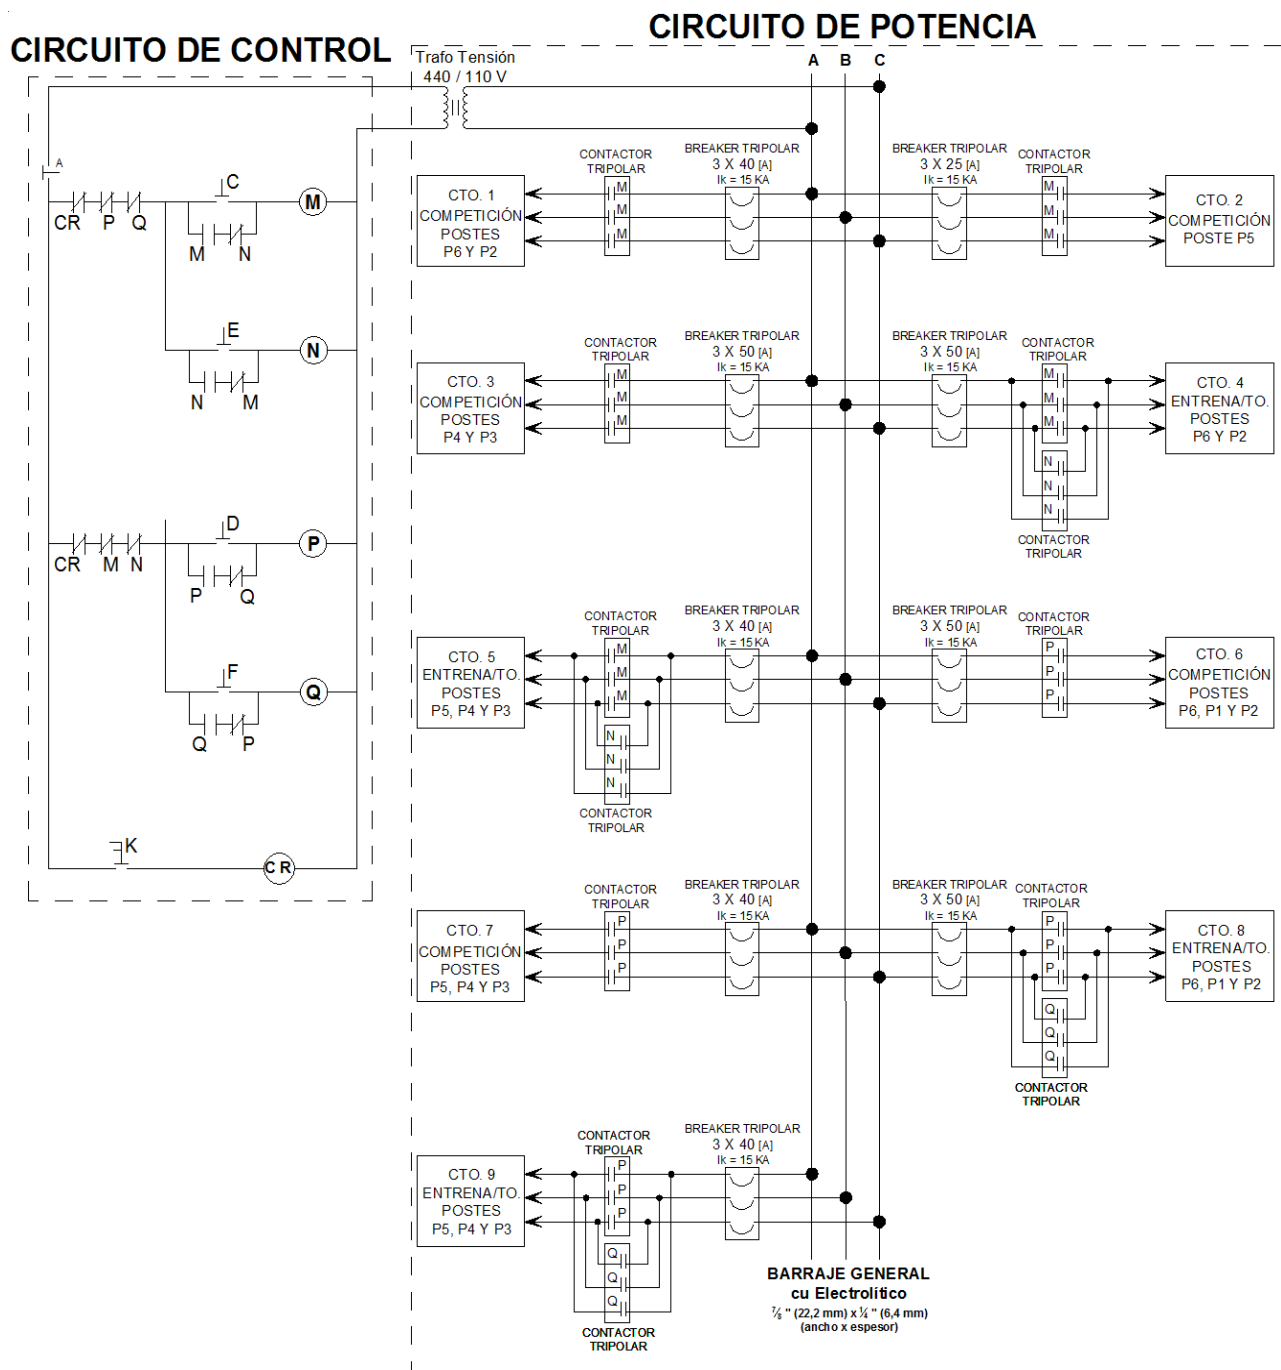 CIRCUITO DE CONTROL
CIRCUITO DE POTENCIA
Trafo Tensión
440 / 110 V
A B C
A
C
M
CR P Q
M N
E
N
N M
D
P
CR M N
P Q
F
Q
Q P
K
CR
CONTACTOR
TRIPOLAR
M
M
M
BREAKER TRIPOLAR
3 X 40 [A]
Ik = 15 KA
BREAKER TRIPOLAR
3 X 25 [A]
Ik = 15 KA
CONTACTOR
TRIPOLAR
M
M
M
CTO. 1
COMPETICIÓN
POSTES
P6 Y P2
CTO. 2
COMPETICIÓN
POSTE P5
CONTACTOR
TRIPOLAR
M
M
M
BREAKER TRIPOLAR
3 X 50 [A]
Ik = 15 KA
BREAKER TRIPOLAR
3 X 50 [A]
Ik = 15 KA
CONTACTOR
TRIPOLAR
M
M
M
N
N
N
CONTACTOR
TRIPOLAR
CTO. 3
COMPETICIÓN
POSTES
P4 Y P3
CTO. 4
ENTRENA/TO.
POSTES
P6 Y P2
CONTACTOR
TRIPOLAR
M
M
M
N
N
N
CONTACTOR
TRIPOLAR
BREAKER TRIPOLAR
3 X 40 [A]
Ik = 15 KA
BREAKER TRIPOLAR
3 X 50 [A]
Ik = 15 KA
CONTACTOR
TRIPOLAR
P
P
P
CTO. 5
ENTRENA/TO.
POSTES
P5, P4 Y P3
CTO. 6
COMPETICIÓN
POSTES
P6, P1 Y P2
CONTACTOR
TRIPOLAR
P
P
P
BREAKER TRIPOLAR
3 X 40 [A]
Ik = 15 KA
BREAKER TRIPOLAR
3 X 50 [A]
Ik = 15 KA
CONTACTOR
TRIPOLAR
P
P
P
Q
Q
Q
CONTACTOR
TRIPOLAR
CTO. 7
COMPETICIÓN
POSTES
P5, P4 Y P3
CTO. 8
ENTRENA/TO.
POSTES
P6, P1 Y P2
CONTACTOR
TRIPOLAR
P
P
P
Q
Q
Q
CONTACTOR
TRIPOLAR
BREAKER TRIPOLAR
3 X 40 [A]
Ik = 15 KA
CTO. 9
ENTRENA/TO.
POSTES
P5, P4 Y P3
BARRAJE GENERAL
cu Electrolítico
⅞ " (22,2 mm) x ¼ " (6,4 mm)
(ancho x espesor)